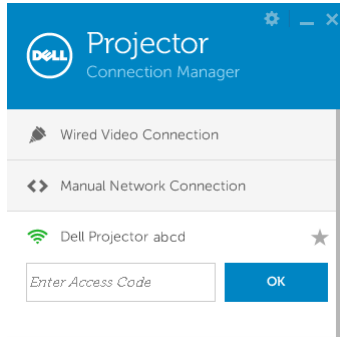 DELL
Projector
Connection Manager
Wired Video Connection
Manual Network Connection
Dell Projector abcd
Enter Access Code
OK